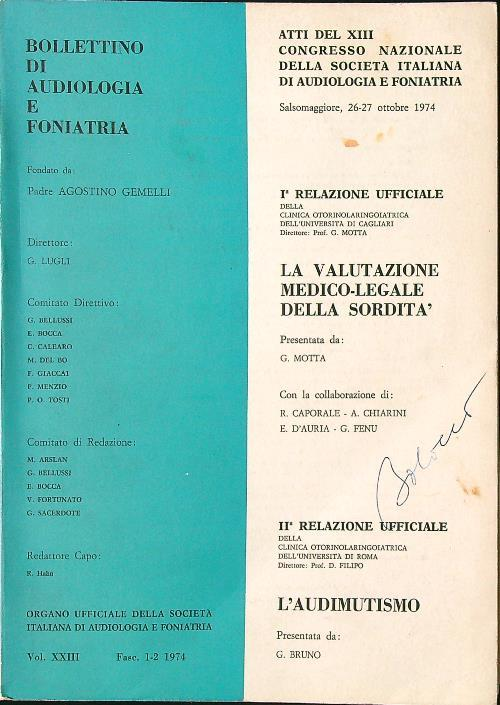 BOLLETTINO
DI
AUDIOLOGIA
E
FONIATRIA
Fondato da:
Padre AGOSTINO GEMELLI
Direttore:
G. LUGLI
Comitato Direttivo:
G. BELLUSSI
E. BOCCA
C. CALEARO
M. DEL BO
F. GIACCAI
F. MENZIO
P. O. TOSTI
Comitato di Redazione:
M. ARSLAN
G. BELLUSSI
E. BOCCA
V. FORTUNATO
G. SACERDOTE
Redattore Capo:
R. Hahn
ORGANO UFFICIALE DELLA SOCIETÀ
ITALIANA DI AUDIOLOGIA E FONIATRIA
Vol. XXIII Fasc. 1-2 1974
ATTI DEL XIII
CONGRESSO NAZIONALE
DELLA SOCIETÀ ITALIANA
DI AUDIOLOGIA E FONIATRIA
Salsomaggiore, 26-27 ottobre 1974
Iª RELAZIONE UFFICIALE
DELLA
CLINICA OTORINOLARINGOIATRICA
DELL'UNIVERSITÀ DI CAGLIARI
Direttore: Prof. G. MOTTA
LA VALUTAZIONE
MEDICO-LEGALE
DELLA SORDITA'
Presentata da:
G. MOTTA
Con la collaborazione di:
R. CAPORALE - A. CHIARINI
E. D'AURIA - G. FENU
IIª RELAZIONE UFFICIALE
DELLA
CLINICA OTORINOLARINGOIATRICA
DELL'UNIVERSITÀ DI ROMA
Direttore: Prof. D. FILIPO
L'AUDIMUTISMO
Presentata da:
G. BRUNO